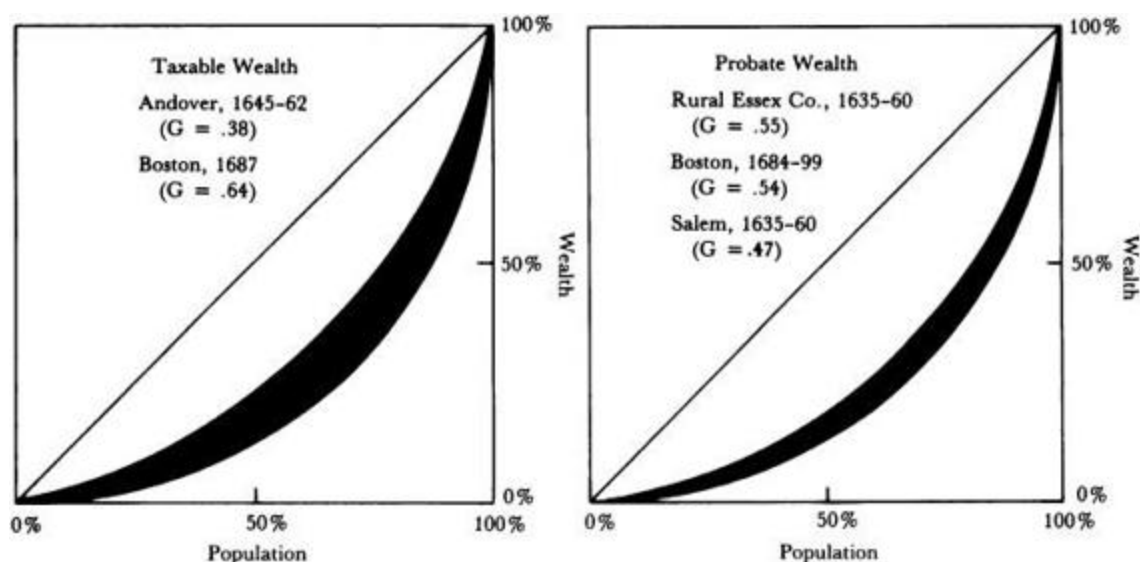 Taxable Wealth
Andover, 1645-62
(G = .38)
Boston, 1687
(G = .64)
100%
50%
0%
Wealth
0%
50%
100%
Population
Probate Wealth
Rural Essex Co., 1635-60
(G = .55)
Boston, 1684-99
(G = .54)
Salem, 1635-60
(G = .47)
100%
50%
0%
Wealth
0%
50%
100%
Population